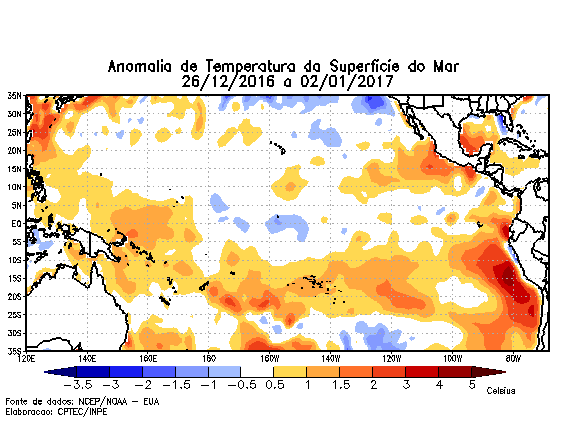 Anomalia de Temperatura da Superfície do Mar
26/12/2016 a 02/01/2017
35N
30N
25N
20N
15N
10N
5N
EQ
5S
10S
15S
20S
25S
30S
35S
120E 140E 160E 180 160W 140W 120W 100W 80W
−3.5 −3 −2 −1.5 −1 −0.5 0.5 1 1.5 2 3 4 5
Celsius
Fonte de dados: NCEP/NOAA − EUA
Elaboracao: CPTEC/INPE